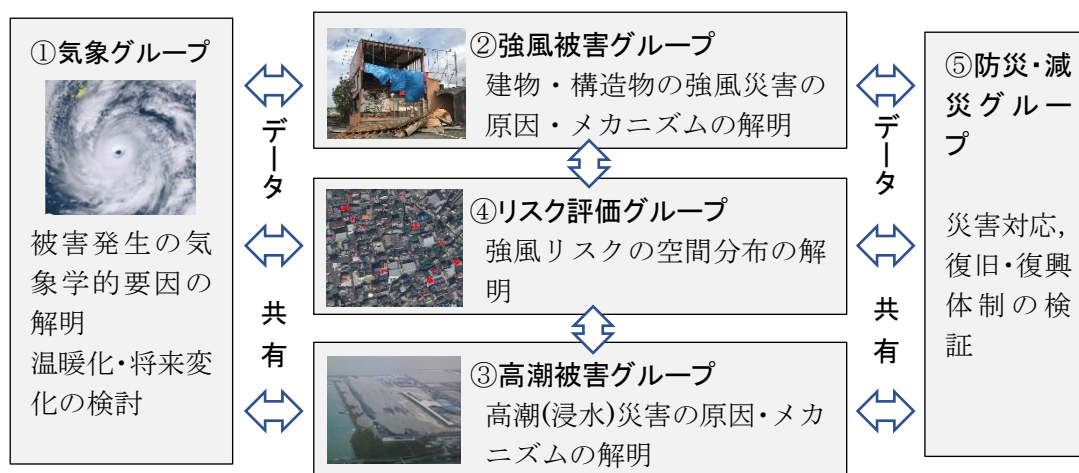 ①気象グループ
被害発生の気
象学的要因の
解明
温暖化・将来変
化の検討
データ
共有
②強風被害グループ
建物・構造物の強風災害の
原因・メカニズムの解明
④リスク評価グループ
強風リスクの空間分布の解
明
③高潮被害グループ
高潮(浸水)災害の原因・メカ
ニズムの解明
データ
共有
⑤防災・減
災グルー
プ
災害対応,
復旧・復興
体制の検
証